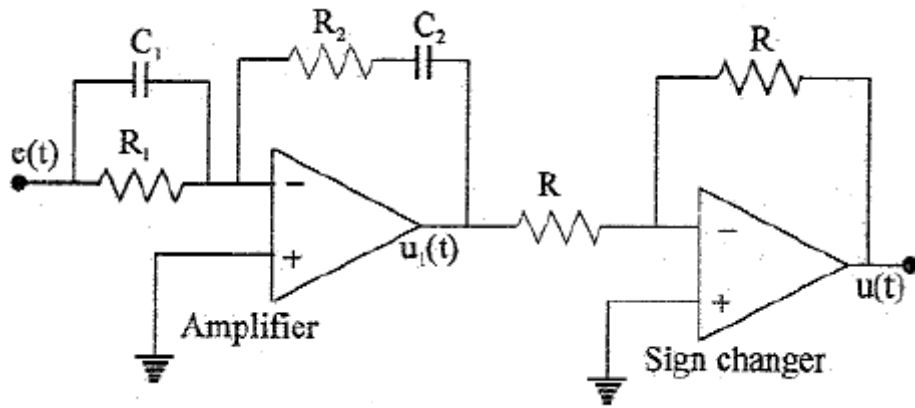 C₁
R₂
C₂
R
e(t)
R₁
−
+
u₁(t)
R
−
+
u(t)
Amplifier
Sign changer